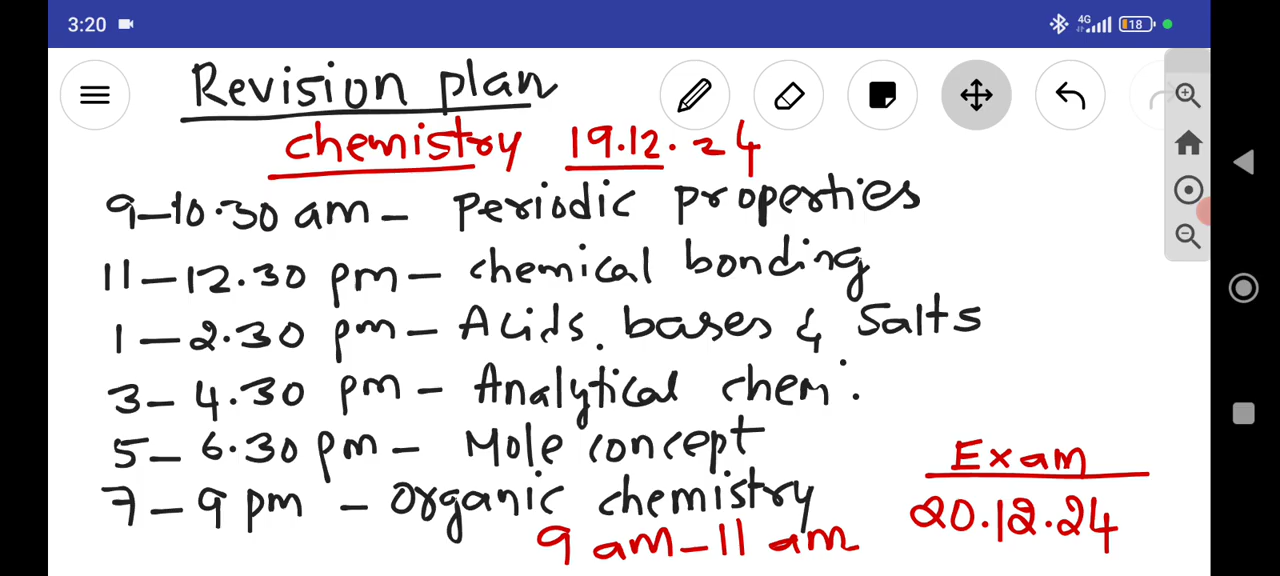 3:20
4G
18
Revision plan
chemistry 19.12.24
9-10.30 am - periodic properties
11-12.30 pm - chemical bonding
1-2.30 pm - Acids. bases & Salts
3-4.30 pm - Analytical chem.
5-6.30 pm - Mole concept
7-9 pm - organic chemistry
9 am-11 am
Exam
20.12.24